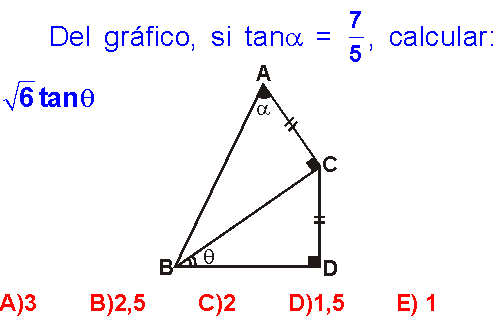 Del gráfico, si tanα = 7/5, calcular:
√6 tanθ
A
α
C
B
θ
D
A)3 B)2,5 C)2 D)1,5 E) 1